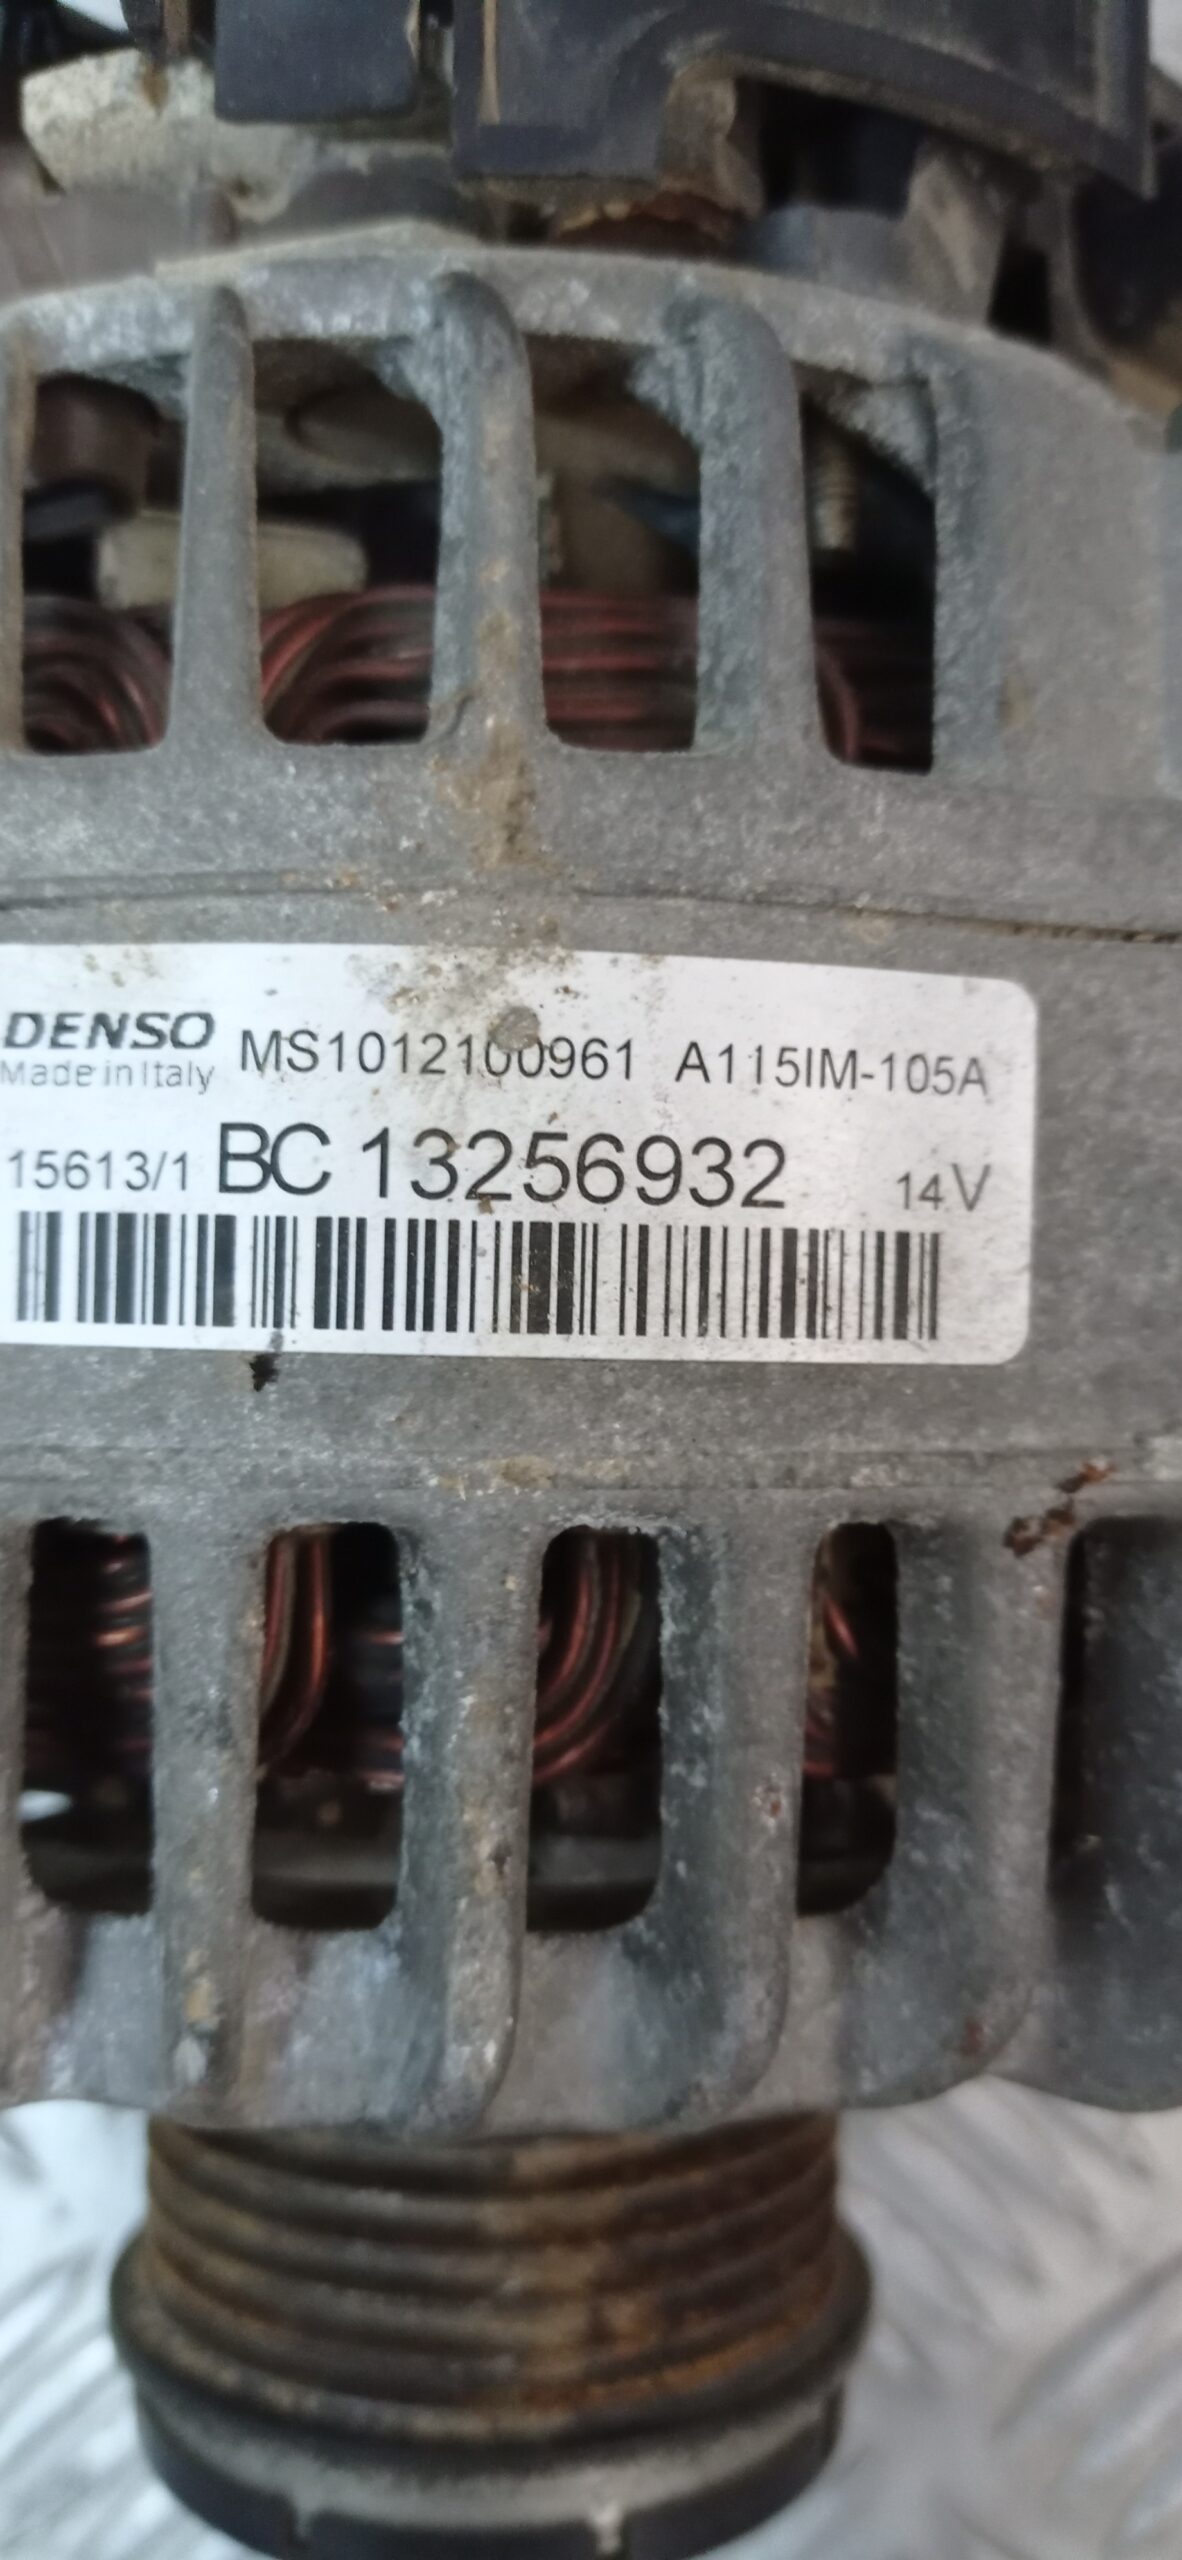 DENSO MS1012100961 A115IM-105A
Made in Italy
15613/1 BC 13256932 14V